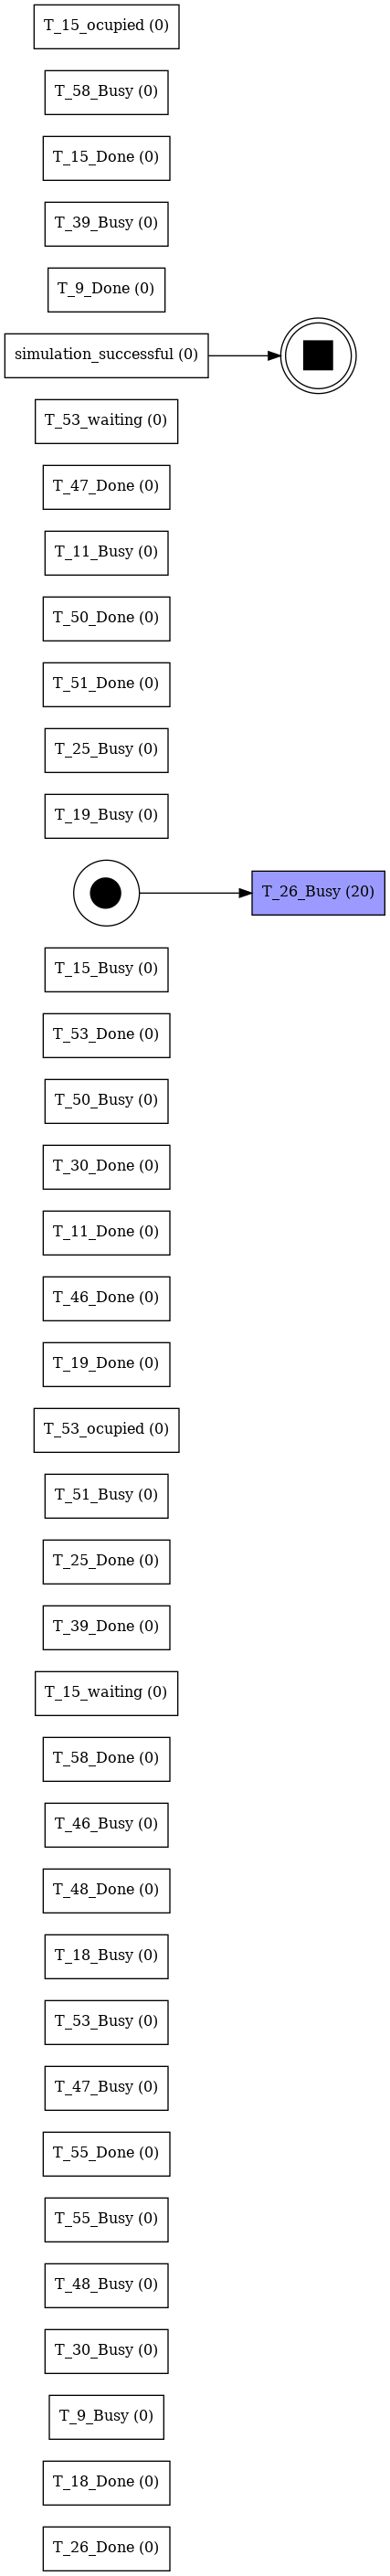 T_15_ocupied (0)
T_58_Busy (0)
T_15_Done (0)
T_39_Busy (0)
T_9_Done (0)
simulation_successful (0)
T_53_waiting (0)
T_47_Done (0)
T_11_Busy (0)
T_50_Done (0)
T_51_Done (0)
T_25_Busy (0)
T_19_Busy (0)
T_26_Busy (20)
T_15_Busy (0)
T_53_Done (0)
T_50_Busy (0)
T_30_Done (0)
T_11_Done (0)
T_46_Done (0)
T_19_Done (0)
T_53_ocupied (0)
T_51_Busy (0)
T_25_Done (0)
T_39_Done (0)
T_15_waiting (0)
T_58_Done (0)
T_46_Busy (0)
T_48_Done (0)
T_18_Busy (0)
T_53_Busy (0)
T_47_Busy (0)
T_55_Done (0)
T_55_Busy (0)
T_48_Busy (0)
T_30_Busy (0)
T_9_Busy (0)
T_18_Done (0)
T_26_Done (0)